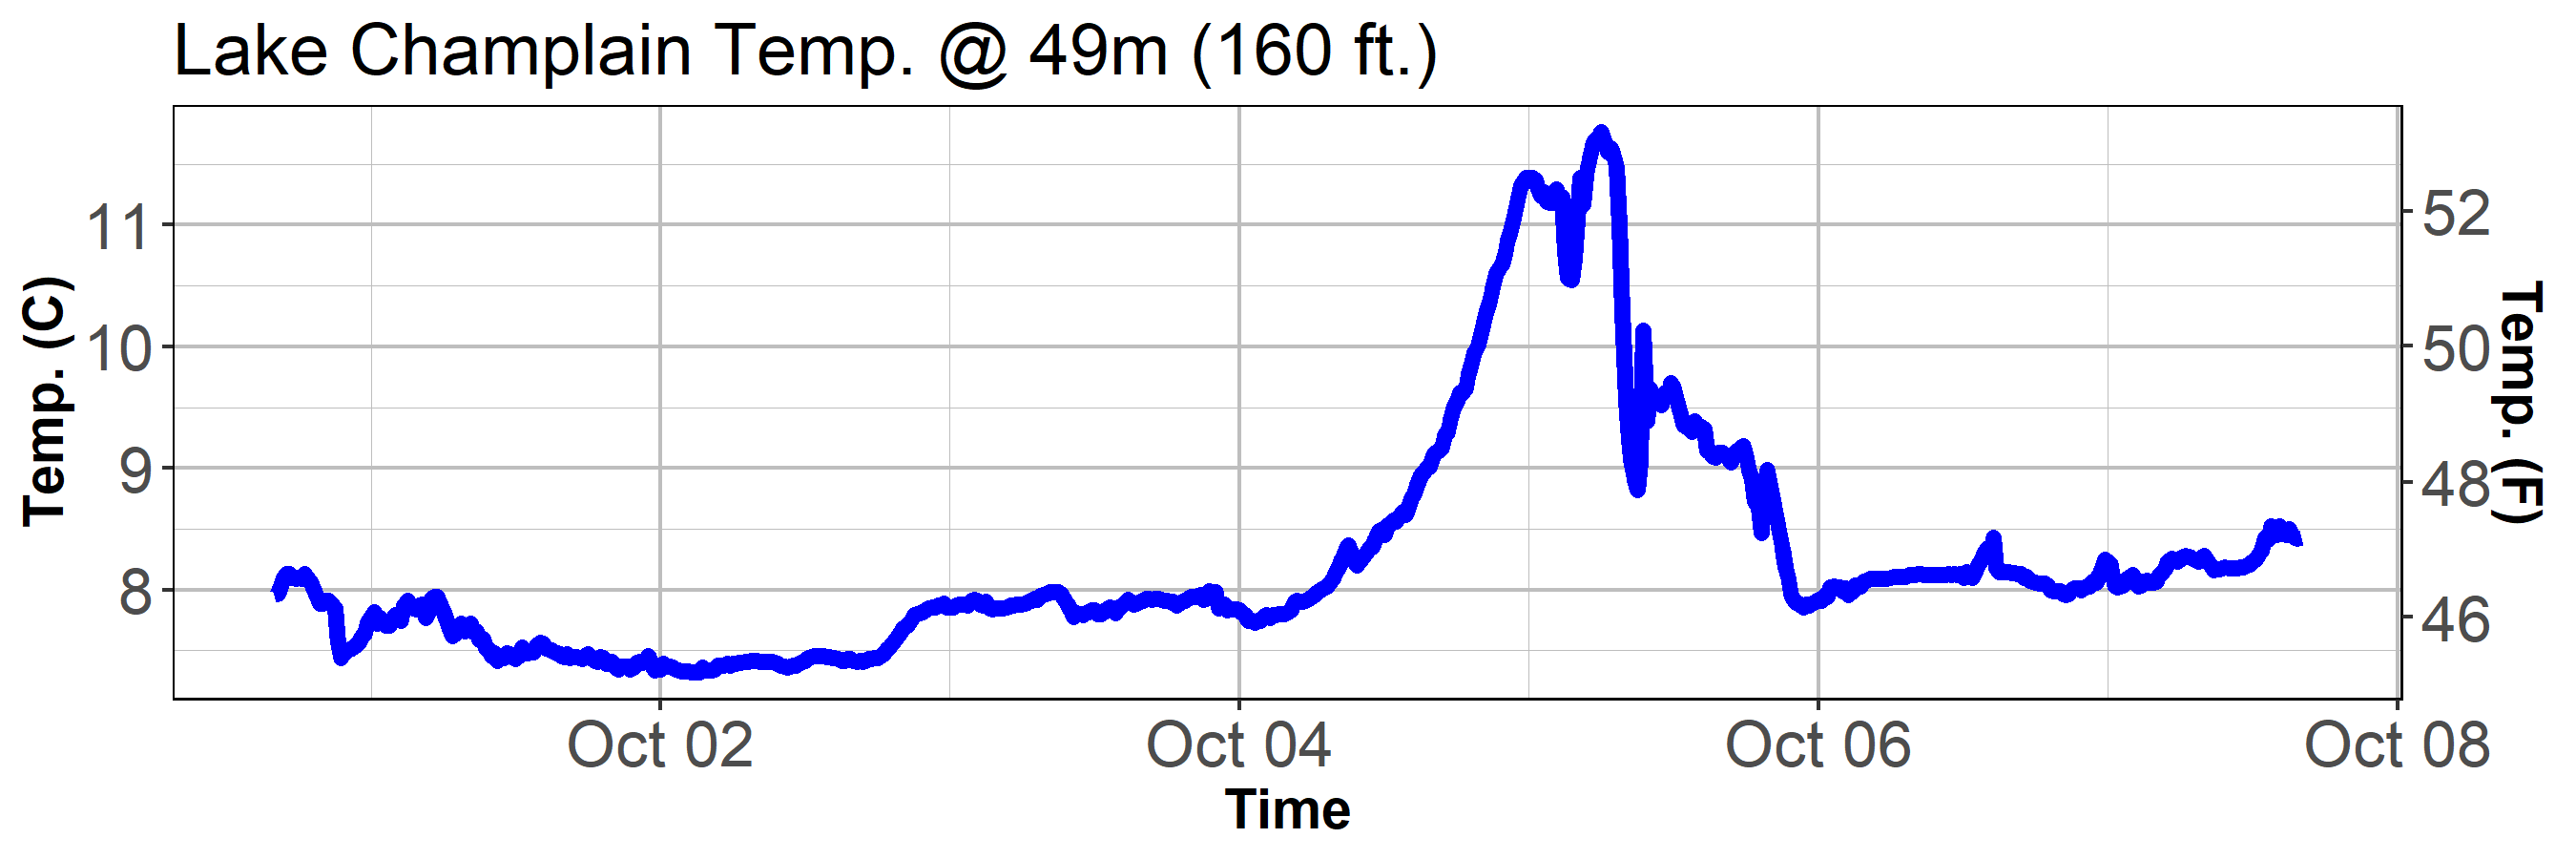 Lake Champlain Temp. @ 49m (160 ft.)
Temp. (C)
11
10
9
8
52
50
48
46
Temp. (F)
Oct 02
Oct 04
Oct 06
Oct 08
Time